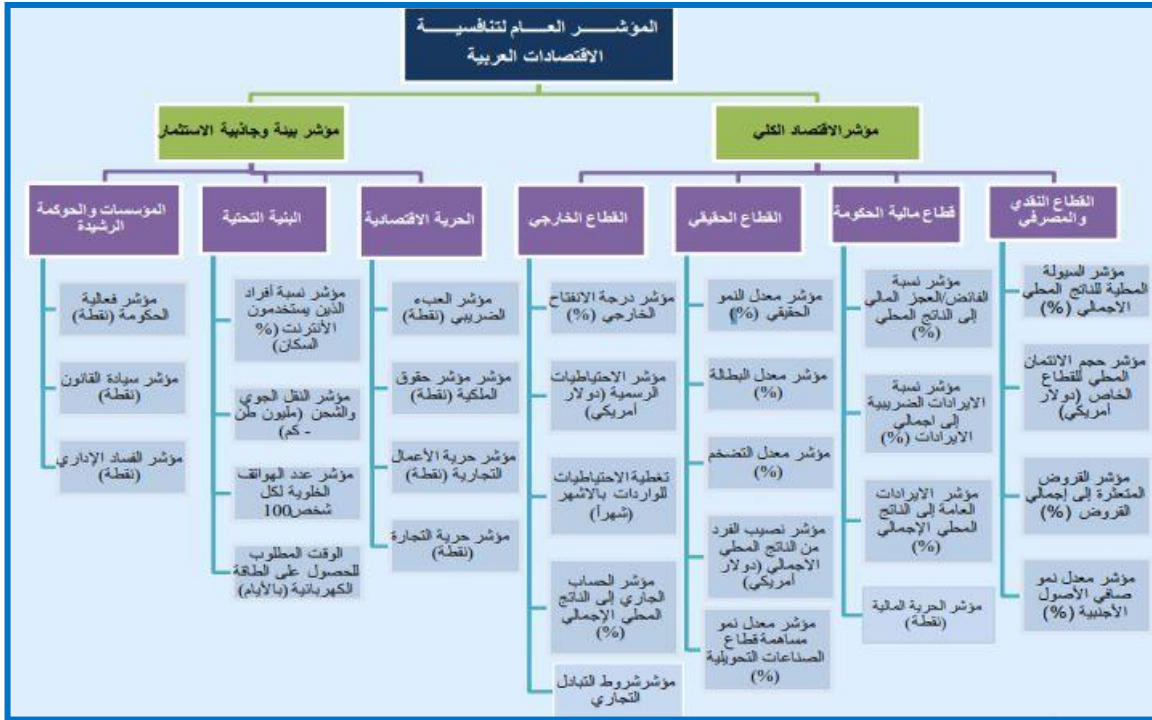 المؤشـــــر العـــام لتنافسيـــــة
الاقتصادات العربية
مؤشر الاقتصاد الكلي
مؤشر بيئة وجاذبية الاستثمار
القطاع النقدي
والمصرفي
قطاع مالية الحكومة
القطاع الحقيقي
القطاع الخارجي
الحرية الاقتصادية
البنية التحتية
المؤسسات والحوكمة
الرشيدة
مؤشر السيولة
المحلية للناتج المحلي
الاجمالي (%)
مؤشر حجم الائتمان
المحلي للقطاع
الخاص (دولار
أمريكي)
مؤشر القروض
المتعثرة إلى إجمالي
القروض (%)
مؤشر معدل نمو
صافي الأصول
الأجنبية (%)
مؤشر نسبة
الفائض/العجز المالي
إلى الناتج المحلي
(%)
مؤشر نسبة
الايرادات الضريبية
إلى اجمالي
الايرادات (%)
مؤشر الايرادات
العامة إلى الناتج
المحلي الإجمالي
(%)
مؤشر الحرية المالية
(نقطة)
مؤشر معدل النمو
الحقيقي (%)
مؤشر معدل البطالة
(%)
مؤشر معدل التضخم
(%)
مؤشر نصيب الفرد
من الناتج المحلي
الاجمالي (دولار
أمريكي)
مؤشر معدل نمو
مساهمة قطاع
الصناعات التحويلية
(%)
مؤشر درجة الانفتاح
الخارجي (%)
مؤشر الاحتياطيات
الرسمية (دولار
أمريكي)
تغطية الاحتياطيات
للواردات بالاشهر
(شهراً)
مؤشر الحساب
الجاري إلى الناتج
المحلي الإجمالي
(%)
مؤشر شروط التبادل
التجاري
مؤشر العبء
الضريبي (نقطة)
مؤشر مؤشر حقوق
الملكية (نقطة)
مؤشر حرية الأعمال
التجارية (نقطة)
مؤشر حرية التجارة
(نقطة)
مؤشر نسبة أفراد
الذين يستخدمون
الأنترنت (%
السكان)
مؤشر النقل الجوي
والشحن (مليون طن
- كم)
مؤشر عدد الهواتف
الخلوية لكل
100شخص
الوقت المطلوب
للحصول على الطاقة
الكهربائية (بالأيام)
مؤشر فعالية
الحكومة (نقطة)
مؤشر سيادة القانون
(نقطة)
مؤشر الفساد الإداري
(نقطة)